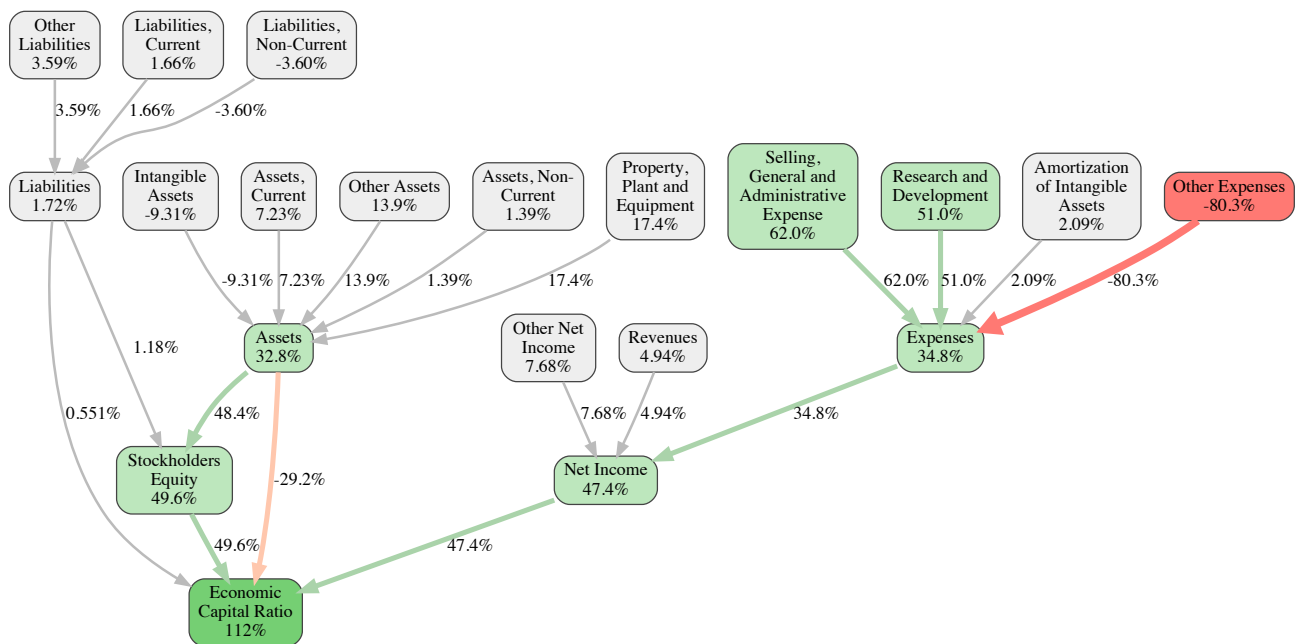 Other
Liabilities
3.59%
Liabilities,
Current
1.66%
Liabilities,
Non-Current
-3.60%
3.59%
1.66%
-3.60%
Liabilities
1.72%
Intangible
Assets
-9.31%
Assets,
Current
7.23%
Other Assets
13.9%
Assets, Non-
Current
1.39%
Property,
Plant and
Equipment
17.4%
Selling,
General and
Administrative
Expense
62.0%
Research and
Development
51.0%
Amortization
of Intangible
Assets
2.09%
Other Expenses
-80.3%
-9.31%
7.23%
13.9%
1.39%
17.4%
62.0%
51.0%
2.09%
-80.3%
1.18%
Assets
32.8%
Other Net
Income
7.68%
Revenues
4.94%
Expenses
34.8%
0.551%
48.4%
7.68%
4.94%
34.8%
Stockholders
Equity
49.6%
-29.2%
Net Income
47.4%
49.6%
47.4%
Economic
Capital Ratio
112%